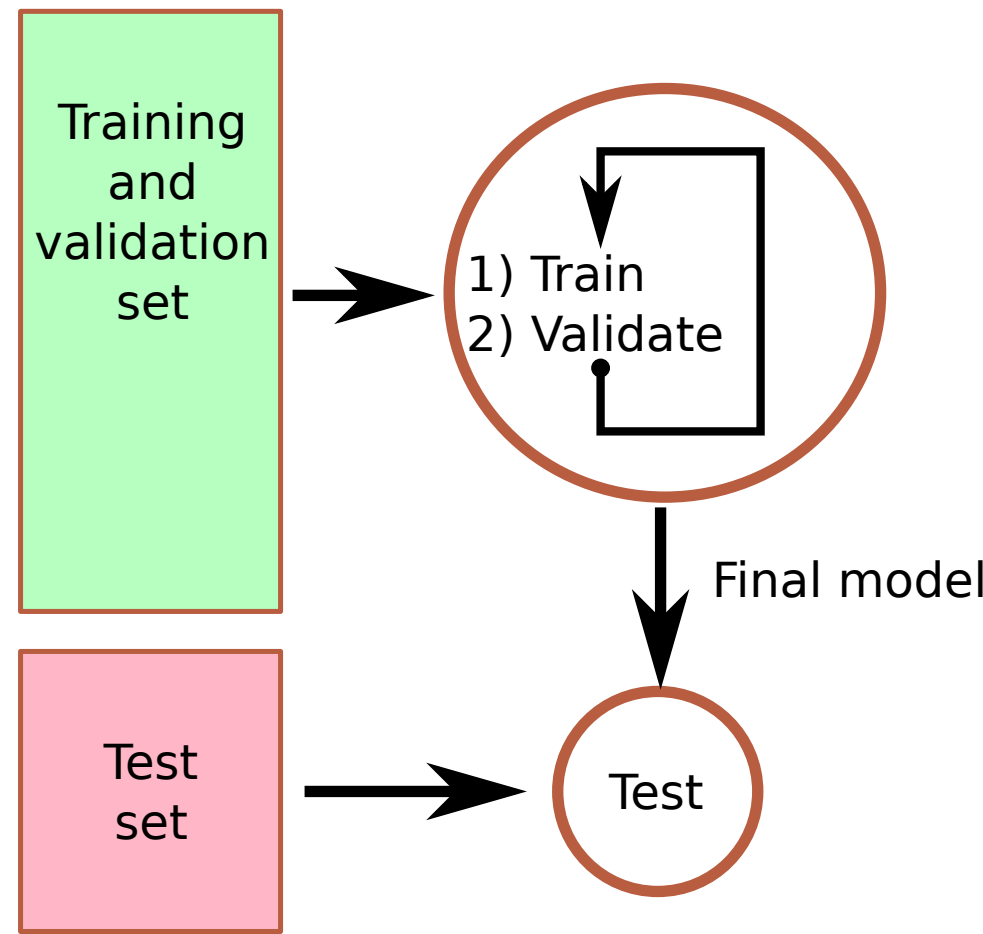 Training
and
validation
set
1) Train
2) Validate
Final model
Test
set
Test